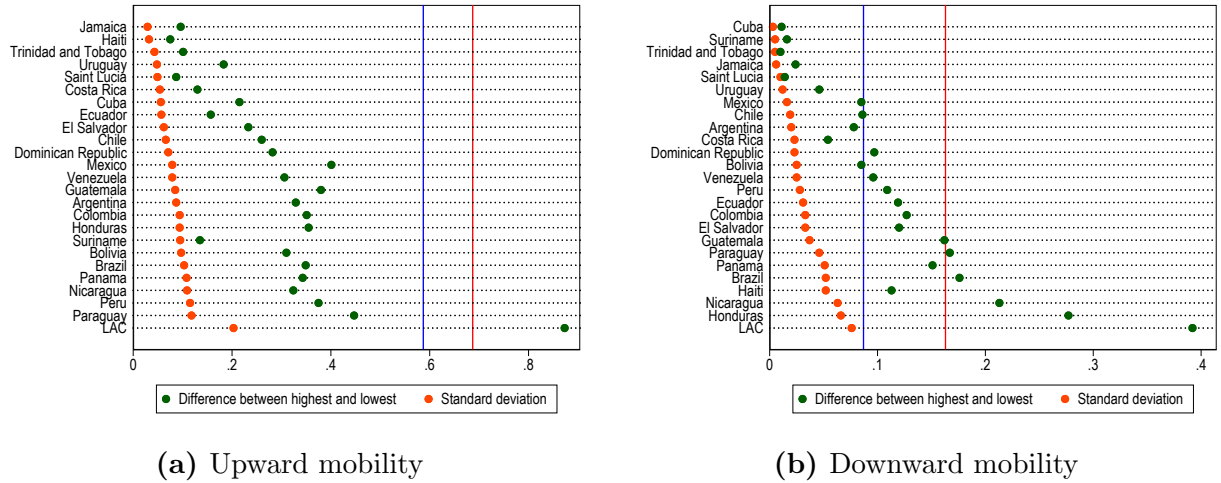 Jamaica
Haiti
Trinidad and Tobago
Uruguay
Saint Lucia
Costa Rica
Cuba
Ecuador
El Salvador
Chile
Dominican Republic
Mexico
Venezuela
Guatemala
Argentina
Colombia
Honduras
Suriname
Bolivia
Brazil
Panama
Nicaragua
Peru
Paraguay
LAC
0 .2 .4 .6 .8
Difference between highest and lowest Standard deviation
(a) Upward mobility
Cuba
Suriname
Trinidad and Tobago
Jamaica
Saint Lucia
Uruguay
Mexico
Chile
Argentina
Costa Rica
Dominican Republic
Bolivia
Venezuela
Peru
Ecuador
Colombia
El Salvador
Guatemala
Paraguay
Panama
Brazil
Haiti
Nicaragua
Honduras
LAC
0 .1 .2 .3 .4
Difference between highest and lowest Standard deviation
(b) Downward mobility